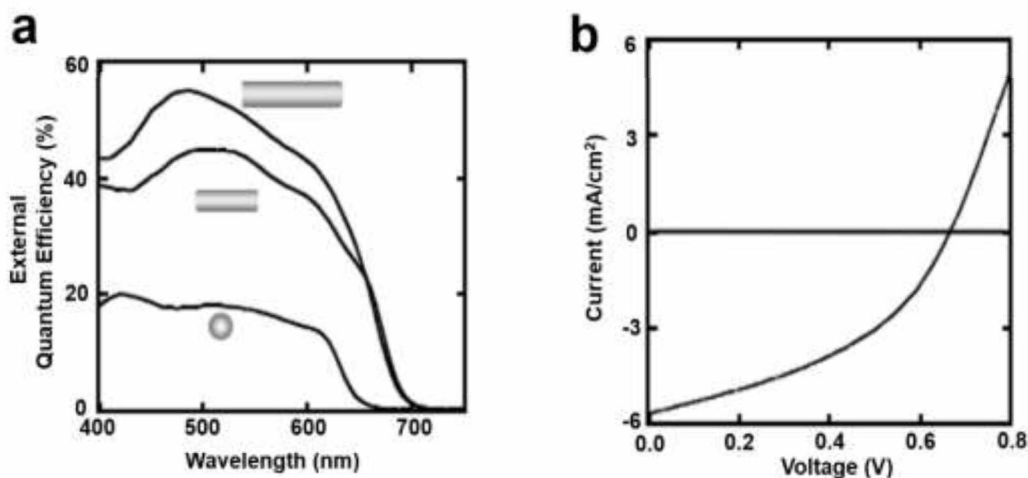 a
60
40
20
0
400
500
600
700
External
Quantum Efficiency (%)
Wavelength (nm)
b
6
3
0
-3
-6
0.0
0.2
0.4
0.6
0.8
Current (mA/cm²)
Voltage (V)